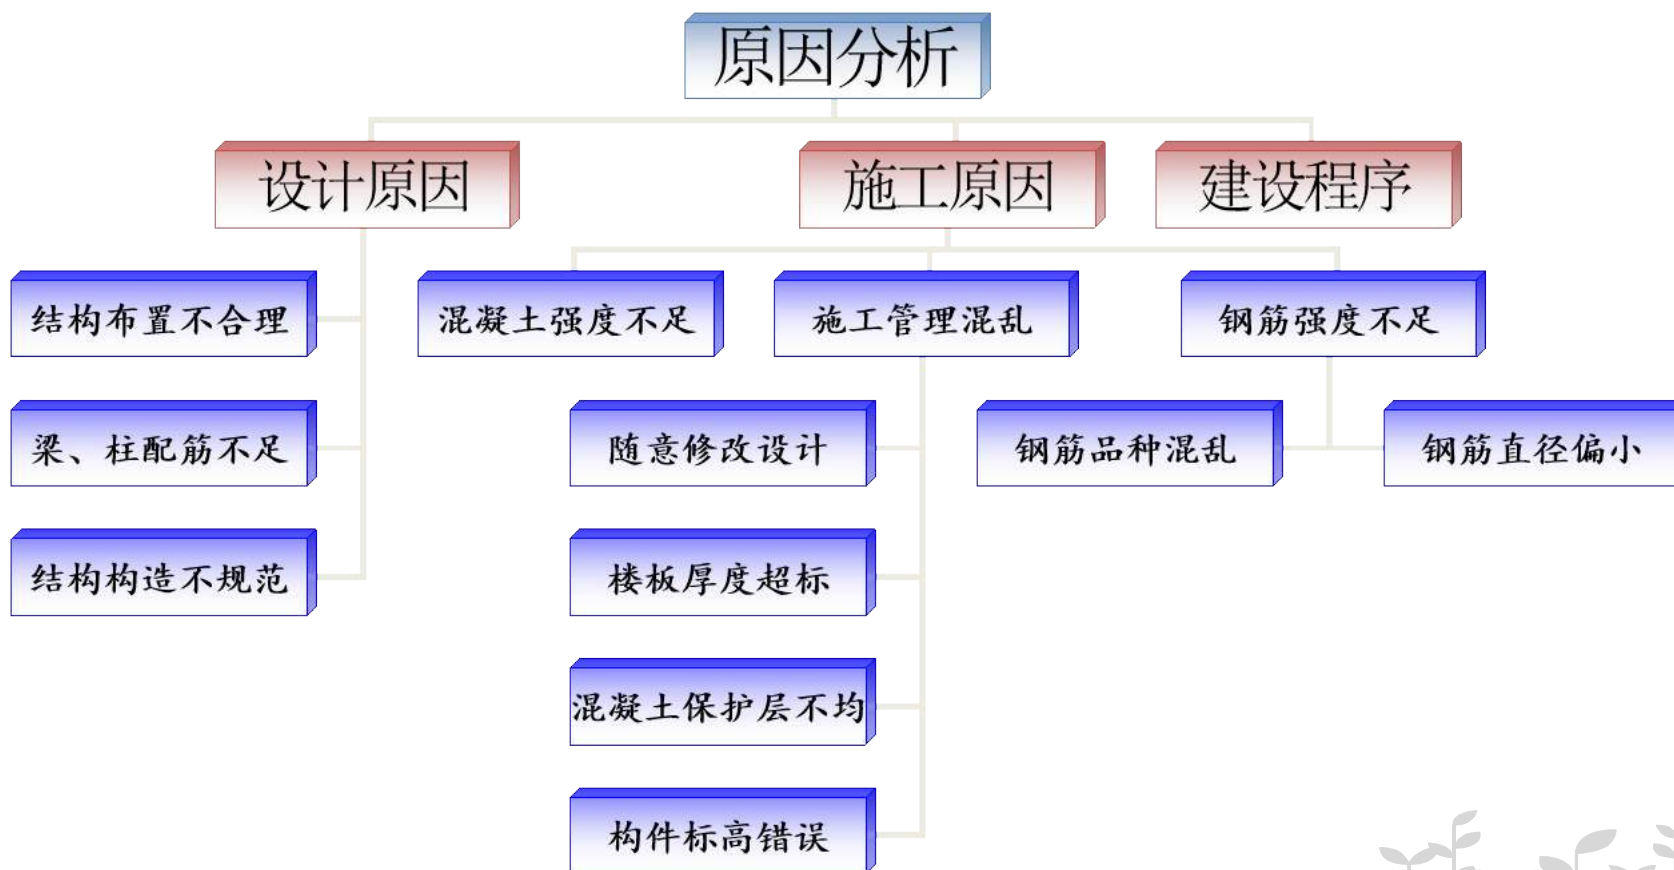 原因分析
设计原因
施工原因
建设程序
结构布置不合理
混凝土强度不足
施工管理混乱
钢筋强度不足
梁、柱配筋不足
随意修改设计
钢筋品种混乱
钢筋直径偏小
结构构造不规范
楼板厚度超标
混凝土保护层不均
构件标高错误